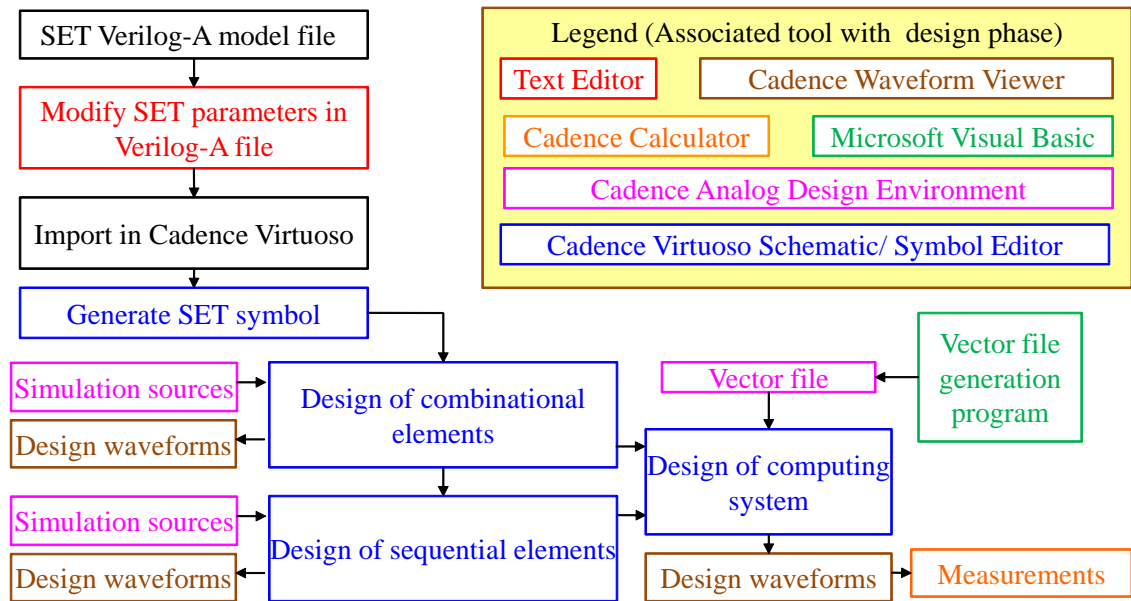 SET Verilog-A model file
Modify SET parameters in
Verilog-A file
Import in Cadence Virtuoso
Generate SET symbol
Legend (Associated tool with design phase)
Text Editor
Cadence Waveform Viewer
Cadence Calculator
Microsoft Visual Basic
Cadence Analog Design Environment
Cadence Virtuoso Schematic/ Symbol Editor
Simulation sources
Design waveforms
Design of combinational
elements
Vector file
Vector file
generation
program
Design of computing
system
Simulation sources
Design waveforms
Design of sequential elements
Design waveforms
Measurements